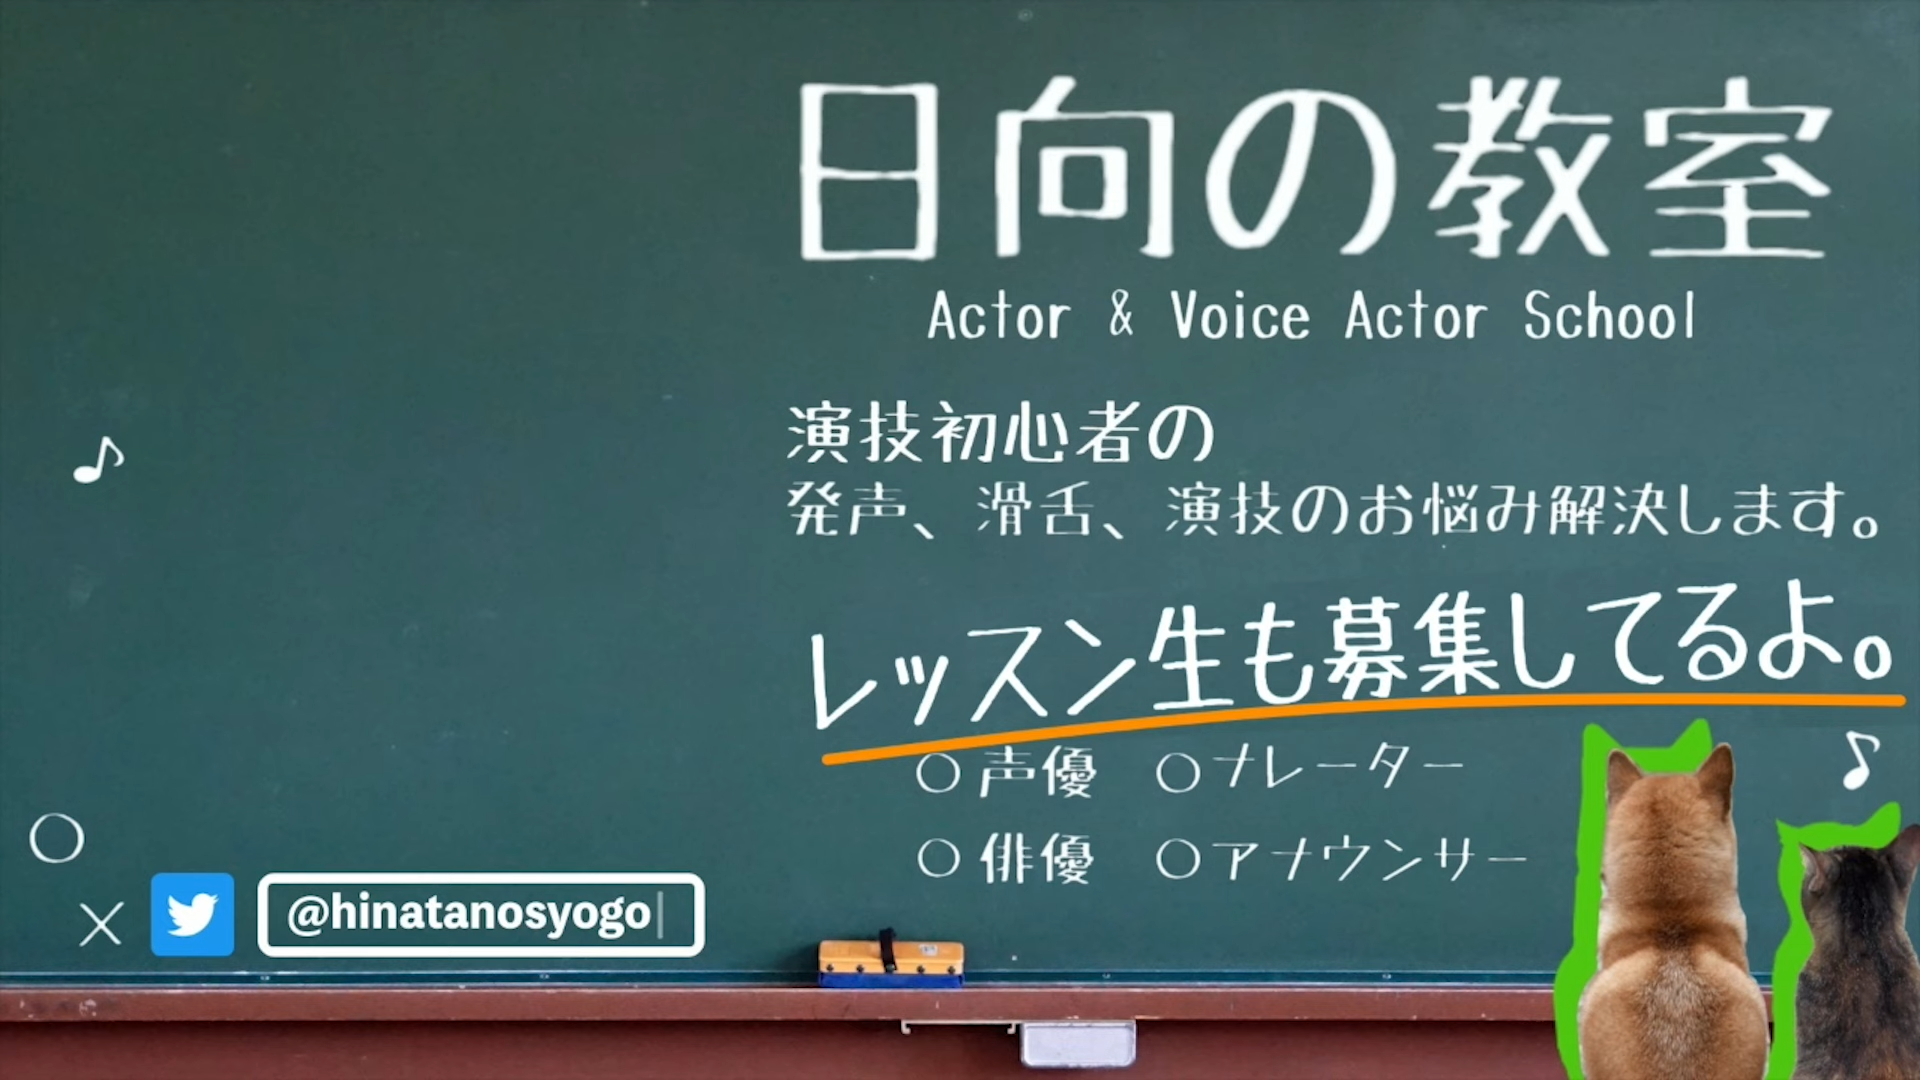 日向の教室
Actor & Voice Actor School
演技初心者の
発声、滑舌、演技のお悩み解決します。
レッスン生も募集してるよ。
○声優 ○ナレーター
○俳優 ○アナウンサー
@hinatanosyogo